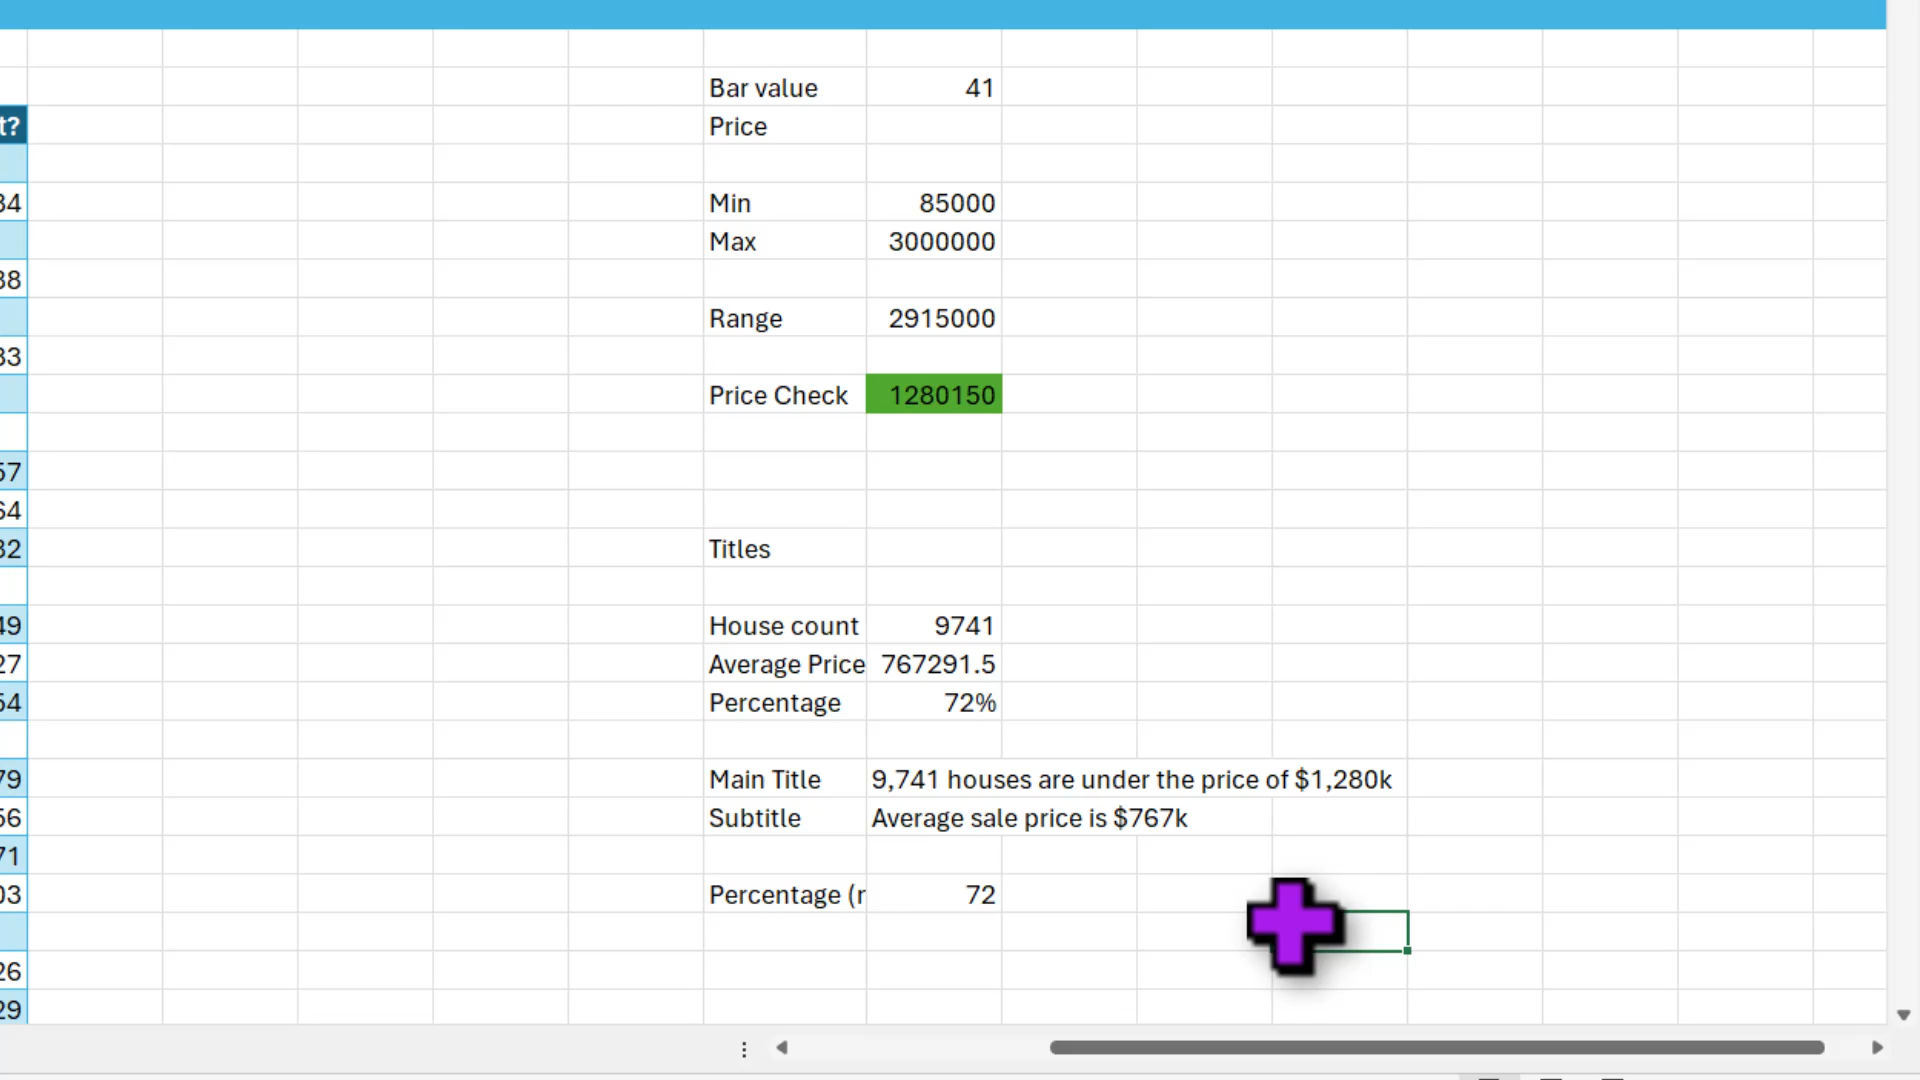 t?
34
38
33
57
64
32
49
27
54
79
56
71
03
26
29
Bar value 41
Price
Min 85000
Max 3000000
Range 2915000
Price Check 1280150
Titles
House count 9741
Average Price 767291.5
Percentage 72%
Main Title 9,741 houses are under the price of $1,280k
Subtitle Average sale price is $767k
Percentage (r 72